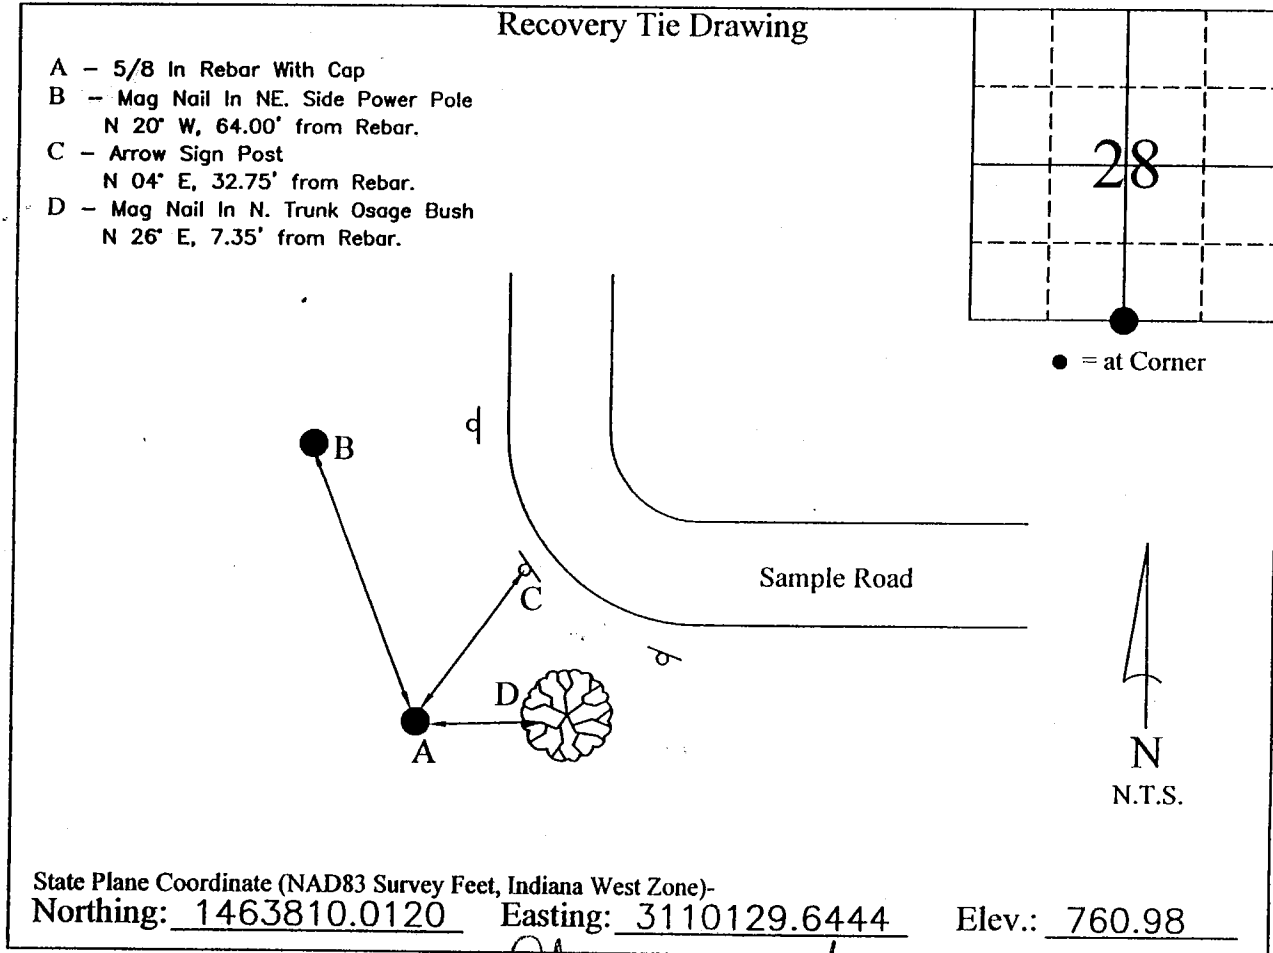 Recovery Tie Drawing
A - 5/8 In Rebar With Cap
B - Mag Nail In NE. Side Power Pole
N 20° W, 64.00' from Rebar.
C - Arrow Sign Post
N 04° E, 32.75' from Rebar.
D - Mag Nail In N. Trunk Osage Bush
N 26° E, 7.35' from Rebar.
28
● = at Corner
B
C
Sample Road
D
A
N
N.T.S.
State Plane Coordinate (NAD83 Survey Feet, Indiana West Zone)-
Northing: 1463810.0120 Easting: 3110129.6444 Elev.: 760.98